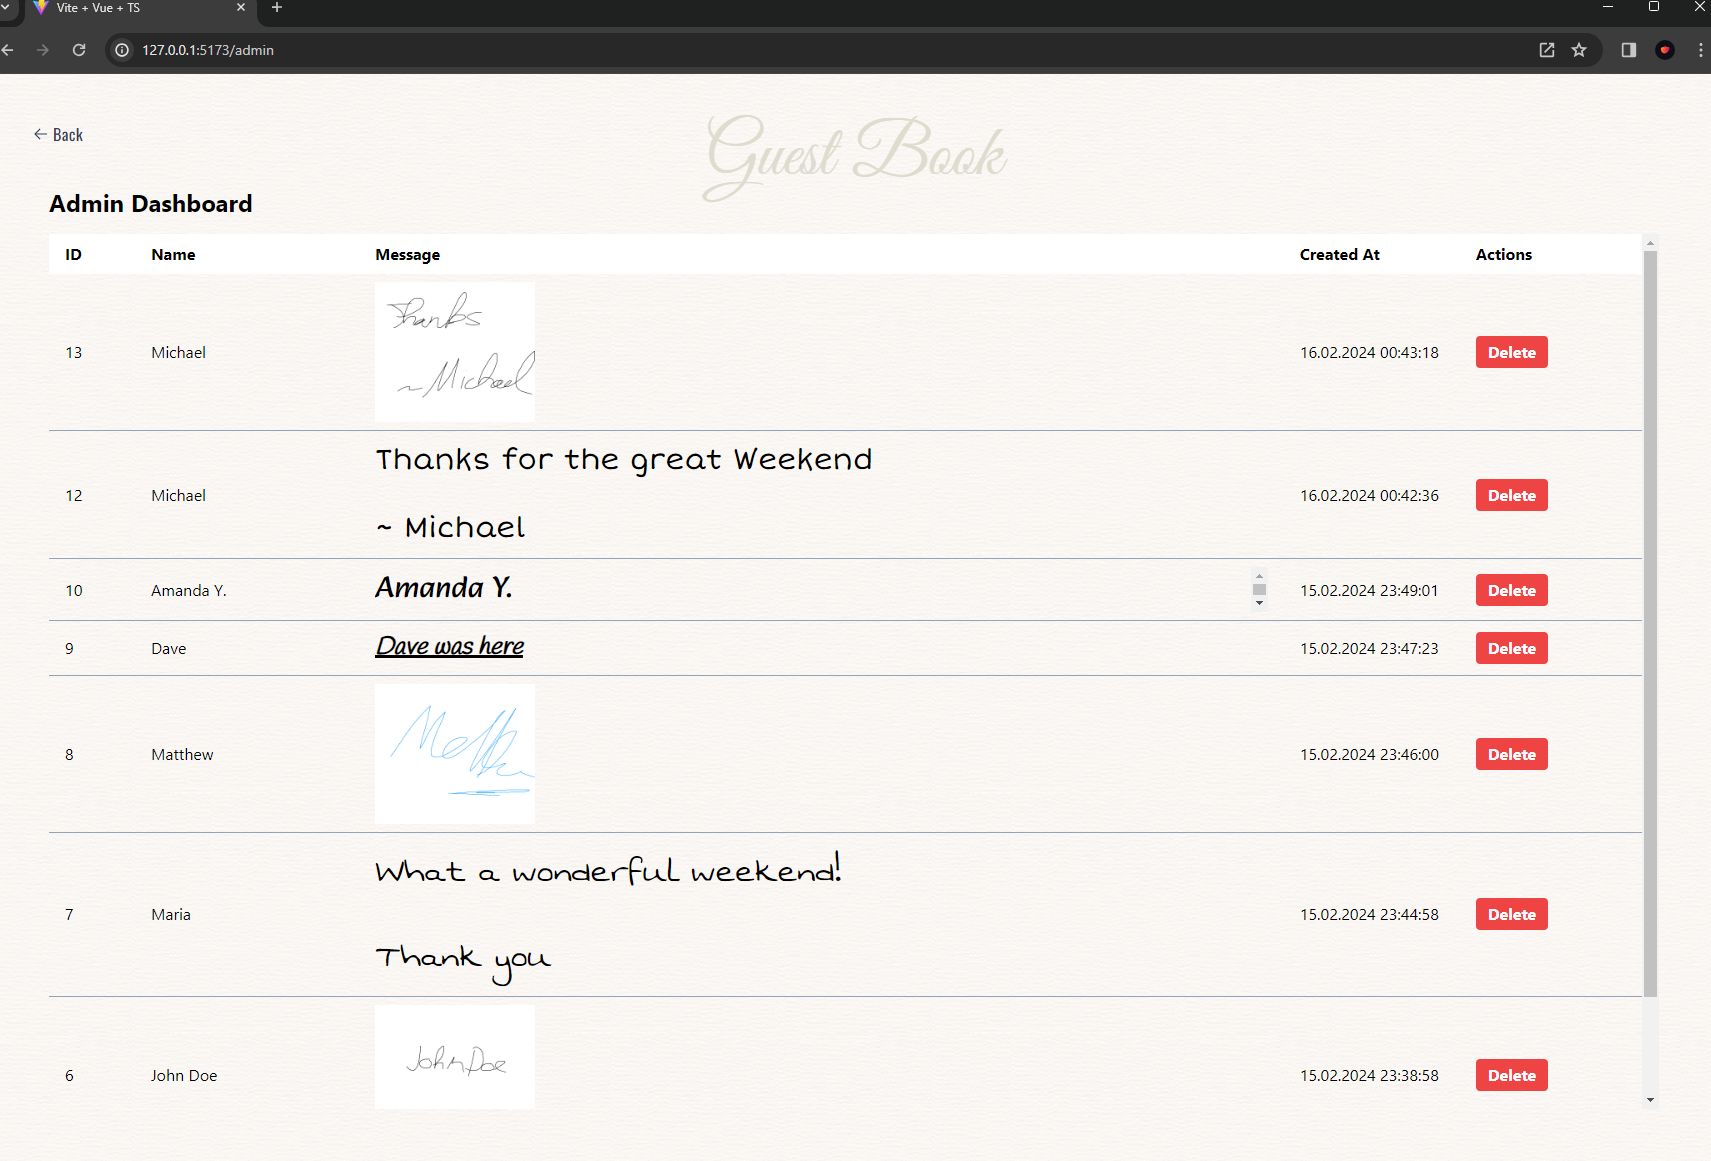 Vite + Vue + TS
127.0.0.1:5173/admin
Back
Guest Book
Admin Dashboard
ID Name Message Created At Actions
Thanks
13 Michael 16.02.2024 00:43:18 Delete
~Michael
Thanks for the great Weekend
12 Michael 16.02.2024 00:42:36 Delete
~ Michael
10 Amanda Y. Amanda Y. 15.02.2024 23:49:01 Delete
9 Dave Dave was here 15.02.2024 23:47:23 Delete
8 Matthew 15.02.2024 23:46:00 Delete
What a wonderful weekend!
7 Maria 15.02.2024 23:44:58 Delete
Thank you
John Doe
6 John Doe 15.02.2024 23:38:58 Delete